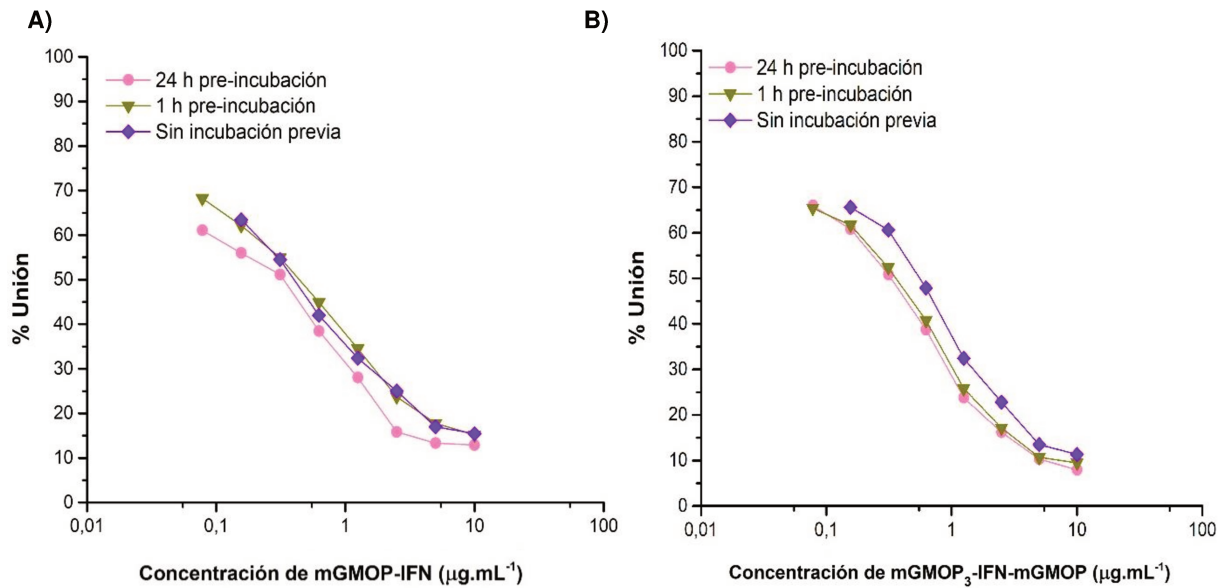 A)
24 h pre-incubación
1 h pre-incubación
Sin incubación previa
100
90
80
70
60
50
40
30
20
10
0
% Unión
0,01
0,1
1
10
100
Concentración de mGMOP-IFN (μg.mL⁻¹)
B)
24 h pre-incubación
1 h pre-incubación
Sin incubación previa
100
90
80
70
60
50
40
30
20
10
0
% Unión
0,01
0,1
1
10
100
Concentración de mGMOP₃-IFN-mGMOP (μg.mL⁻¹)